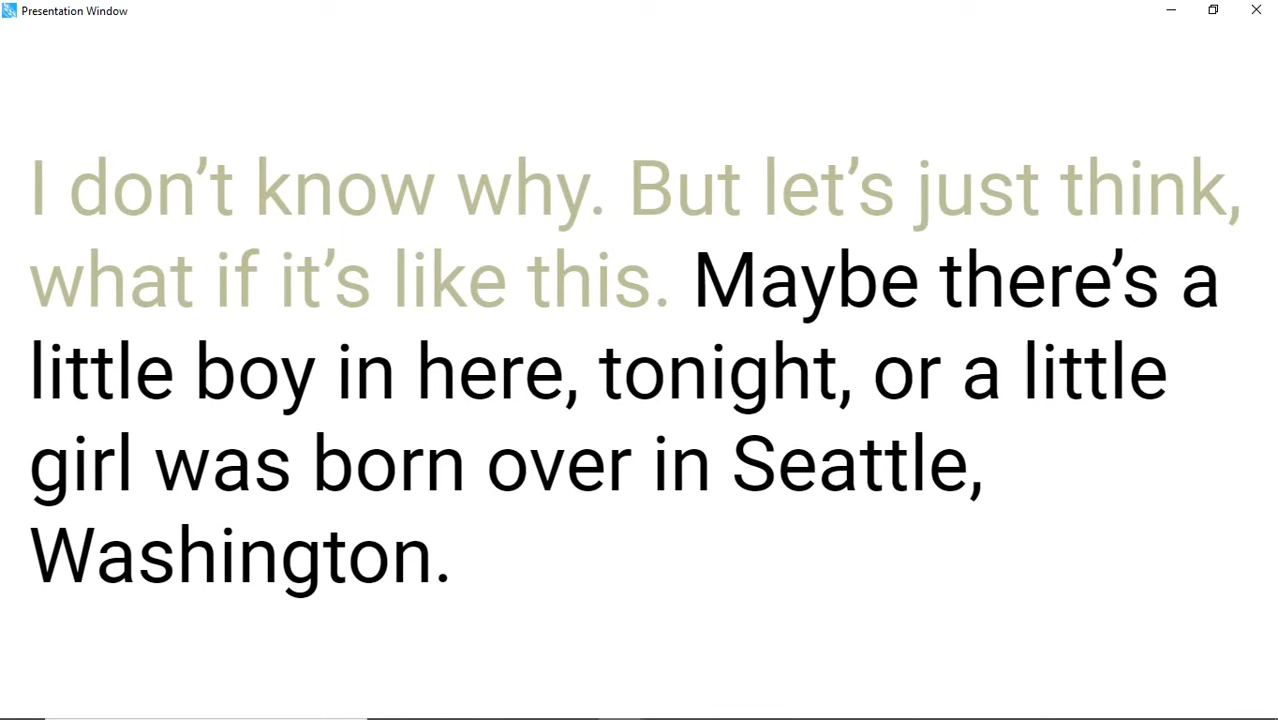 Presentation Window
I don’t know why. But let’s just think,
what if it’s like this. Maybe there’s a
little boy in here, tonight, or a little
girl was born over in Seattle,
Washington.